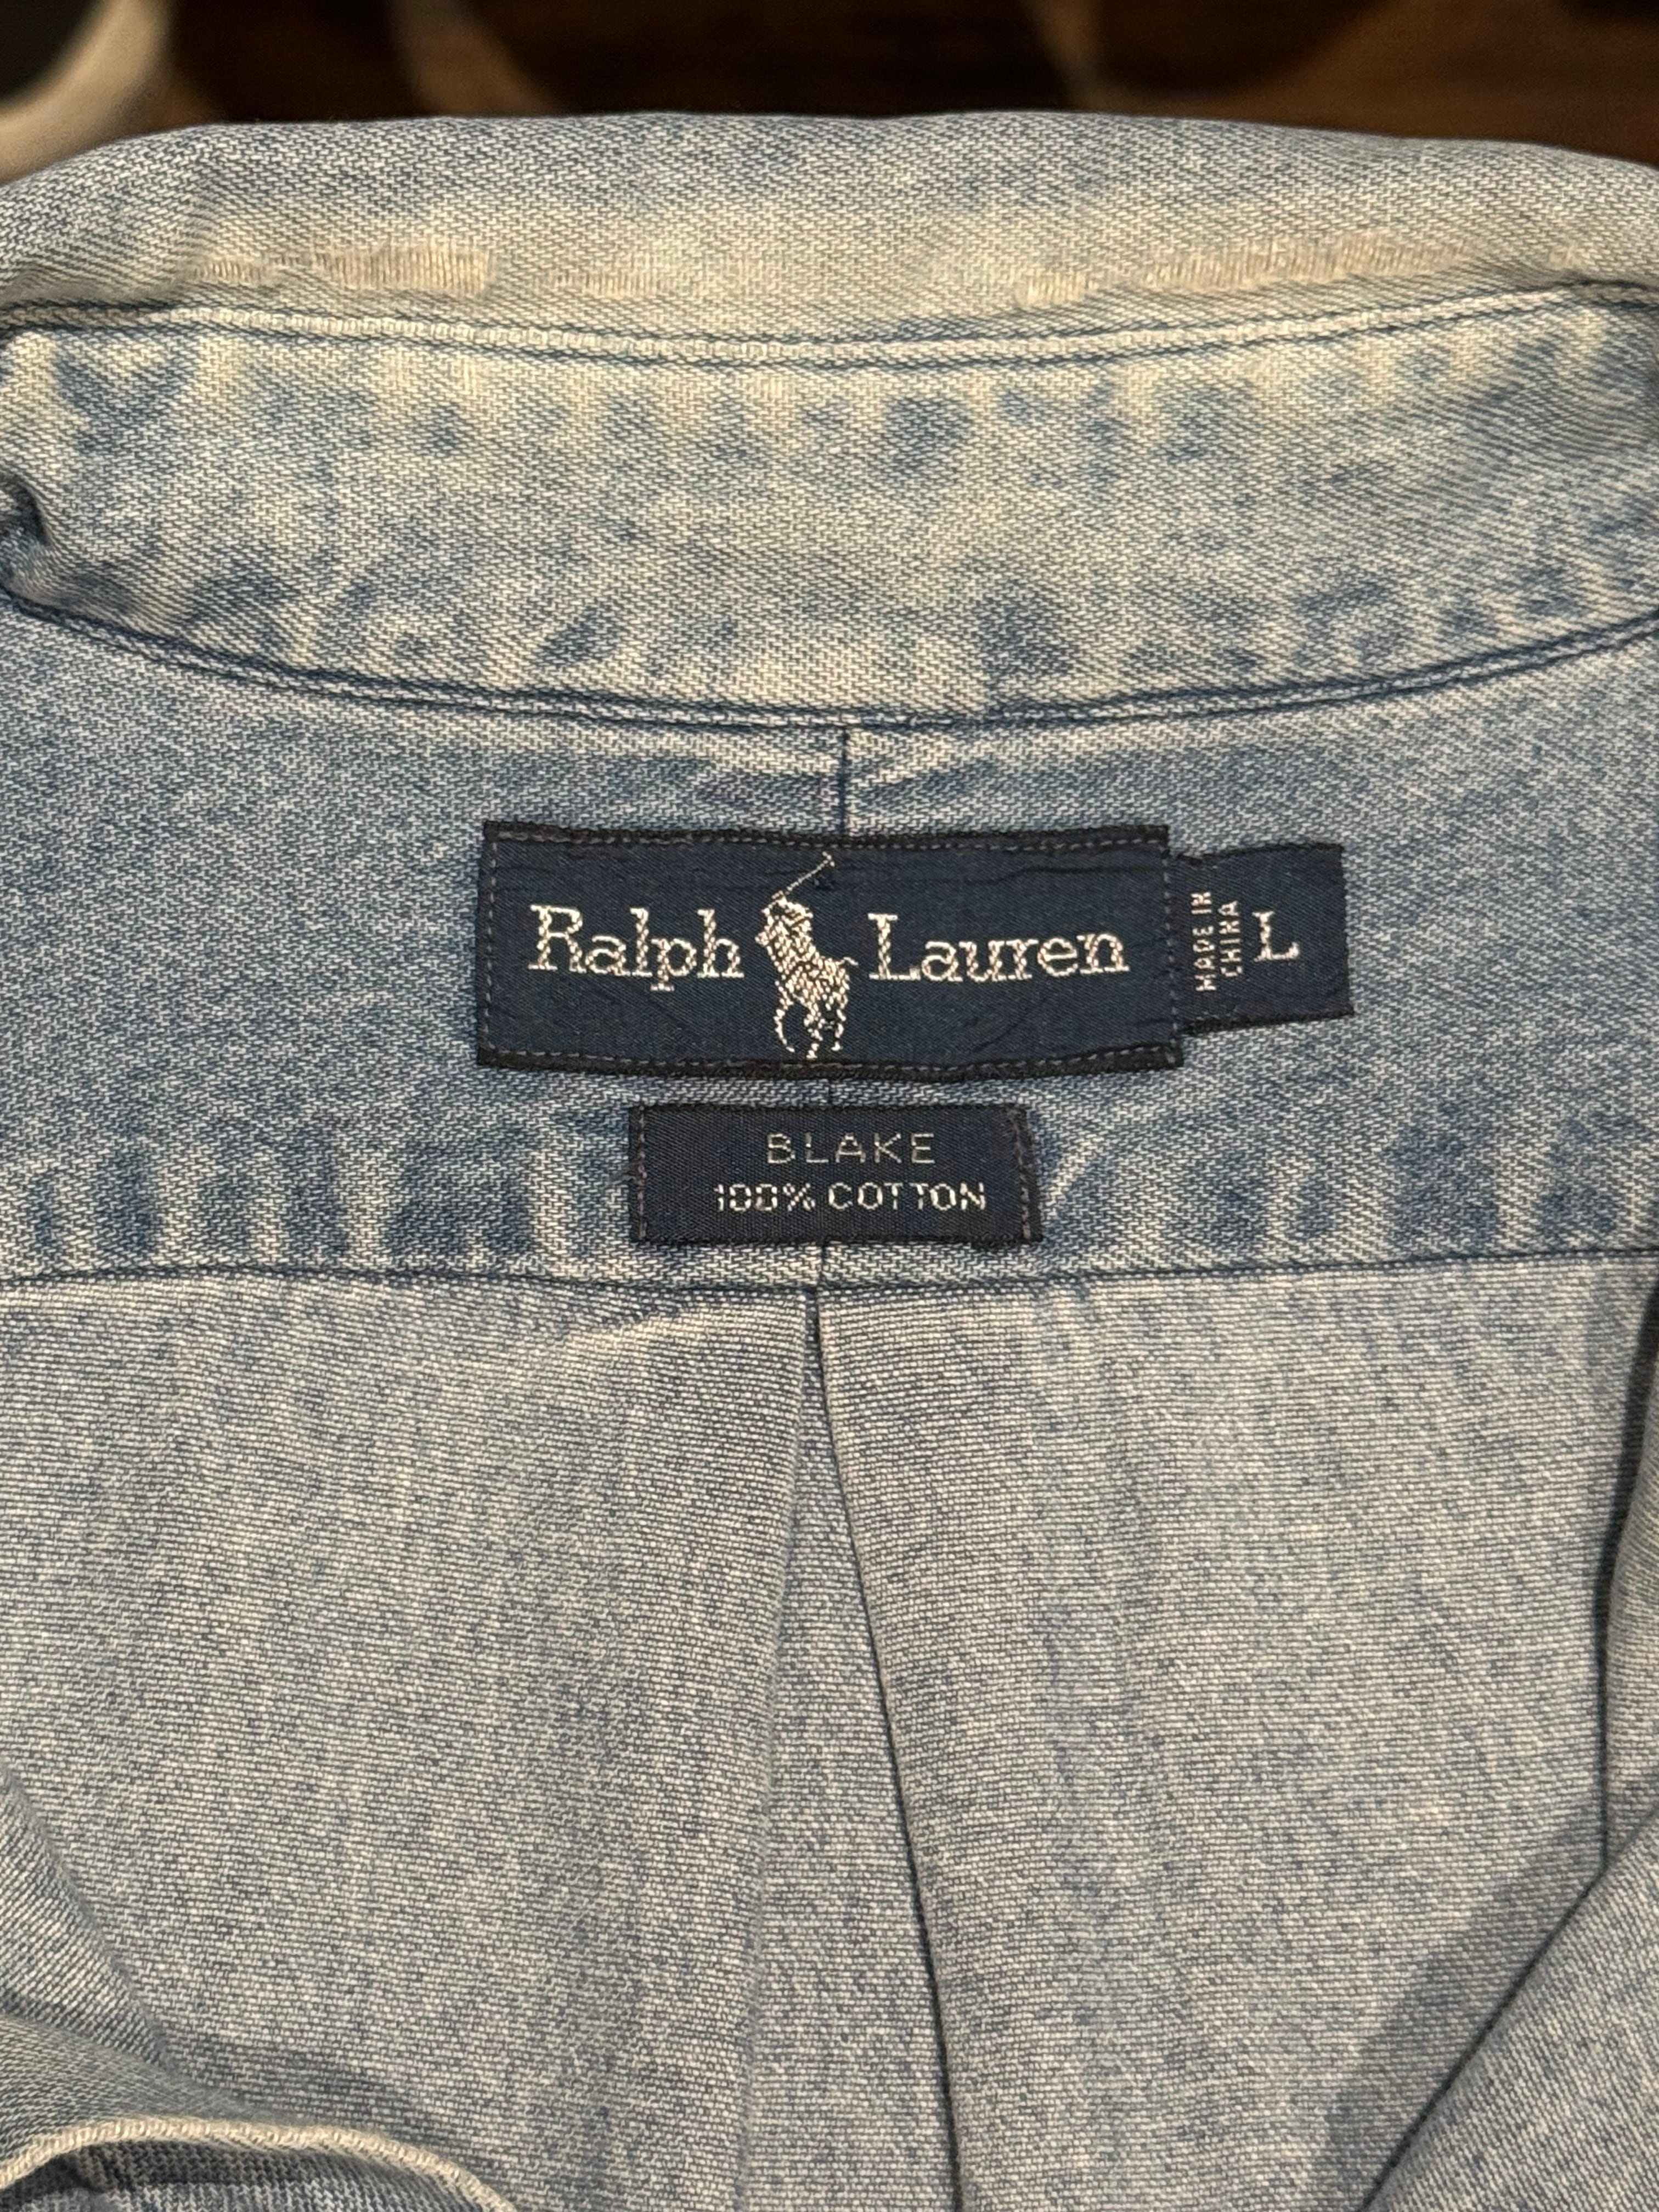 Ralph Lauren
MADE IN
CHINA
L
BLAKE
100% COTTON